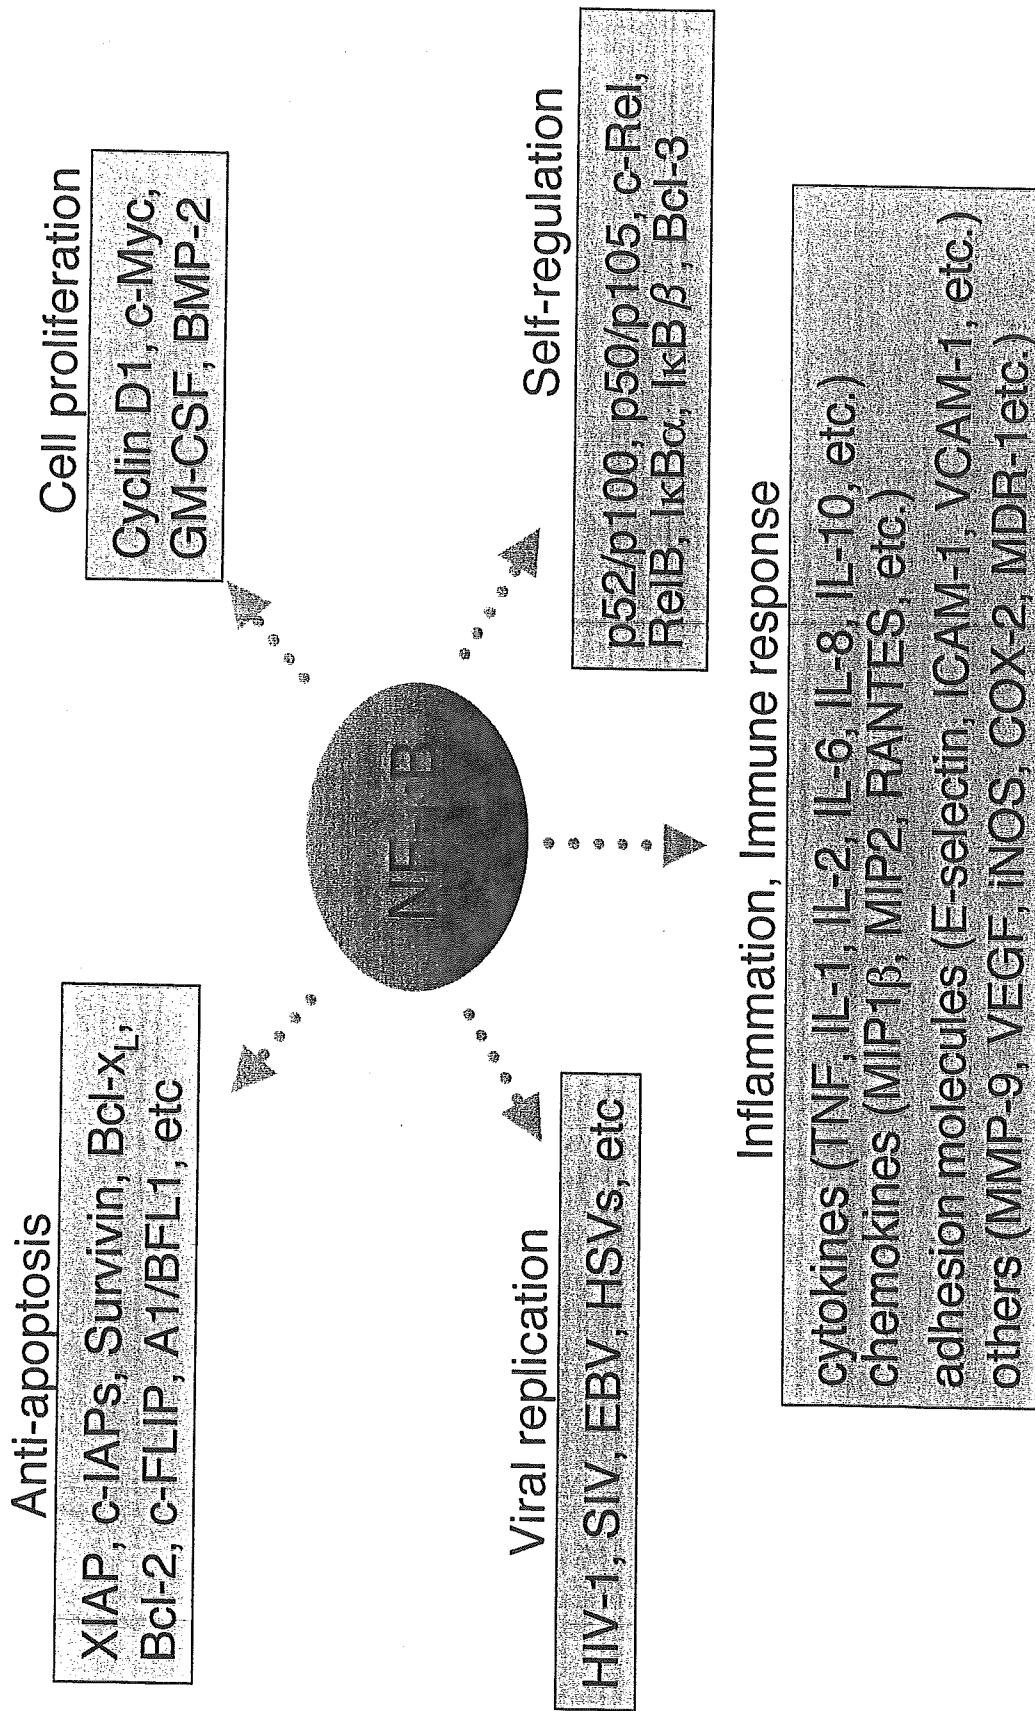 Anti-apoptosis
XIAP, c-IAPs, Survivin, Bcl-xL,
Bcl-2, c-FLIP, A1/BFL1, etc
Cell proliferation
Cyclin D1, c-Myc,
GM-CSF, BMP-2
NF-κB
Viral replication
HIV-1, SIV, EBV, HSVs, etc
Self-regulation
p52/p100, p50/p105, c-Rel,
RelB, IκBα, IκBβ, Bcl-3
Inflammation, Immune response
cytokines (TNF, IL-1, IL-2, IL-6, IL-8, IL-10, etc.)
chemokines (MIP1β, MIP2, RANTES, etc.)
adhesion molecules (E-selectin, ICAM-1, VCAM-1, etc.)
others (MMP-9, VEGF, iNOS, COX-2, MDR-1etc.)